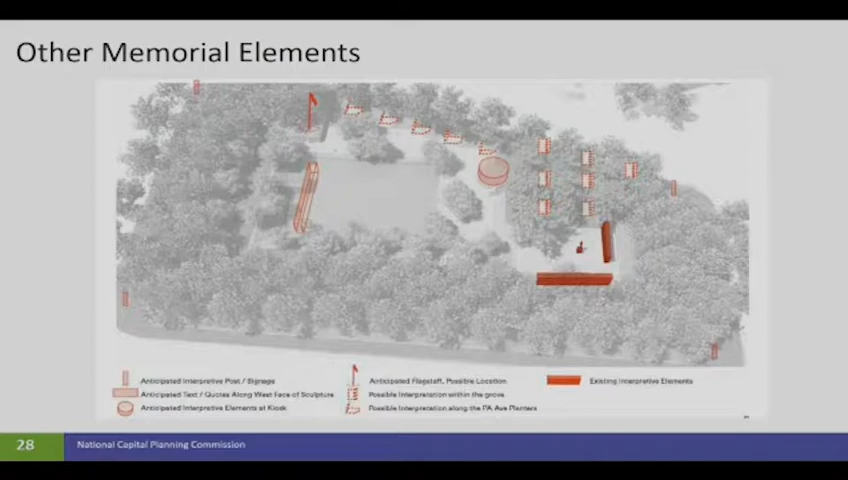 Other Memorial Elements
Anticipated Interpretive Post / Signage
Anticipated Text / Quotes Along West Face of Sculpture
Anticipated Interpretive Elements at Kiosk
Anticipated Flagstaff, Possible Location
Possible Interpretation within the grove
Possible Interpretation along the PA Ave Planters
Existing Interpretive Elements
28
National Capital Planning Commission